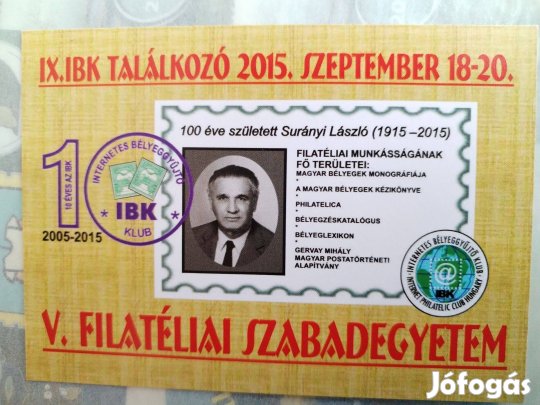 IX.IBK TALÁLKOZÓ 2015. SZEPTEMBER 18-20.
100 éve született Surányi László (1915 –2015)
FILATÉLIAI MUNKÁSSÁGÁNAK
FŐ TERÜLETEI:
MAGYAR BÉLYEGEK MONOGRÁFIÁJA
*
A MAGYAR BÉLYEGEK KÉZIKÖNYVE
*
PHILATELICA
*
BÉLYEGZÉSKATALÓGUS
*
BÉLYEGLEXIKON
*
GERVAY MIHÁLY
MAGYAR POSTATÖRTÉNETI
ALAPÍTVÁNY
10
10 ÉVES AZ IBK
INTERNETES BÉLYEGGYŰJTŐ
* IBK *
KLUB
2005-2015
INTERNETES BÉLYEGGYŰJTŐ KLUB
@
IBK
INTERNET PHILATELIC CLUB HUNGARY
V. FILATÉLIAI SZABADEGYETEM
Jófogás